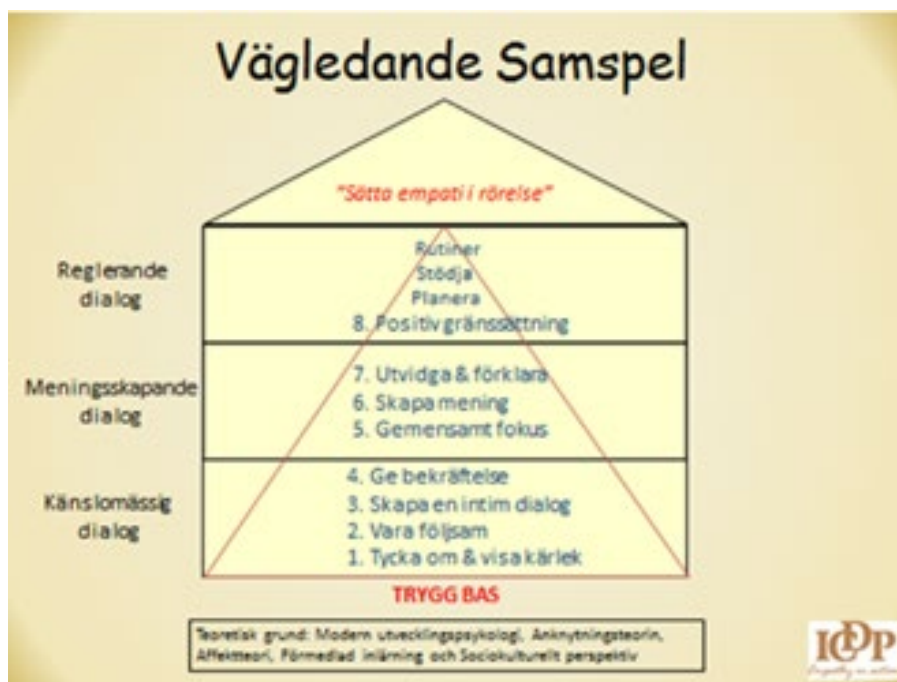 Vägledande Samspel
"Sätta empati i rörelse"
Reglerande
dialog
Rutiner
Stödja
Planera
8. Positiv gränssättning
Meningsskapande
dialog
7. Utvidga & förklara
6. Skapa mening
5. Gemensamt fokus
Känslomässig
dialog
4. Ge bekräftelse
3. Skapa en intim dialog
2. Vara följsam
1. Tycka om & visa kärlek
TRYGG BAS
Teoretisk grund: Modern utvecklingspsykologi, Anknytningsteorin,
Affektteori, Förmedlad inlärning och Sociokulturellt perspektiv
ICDP